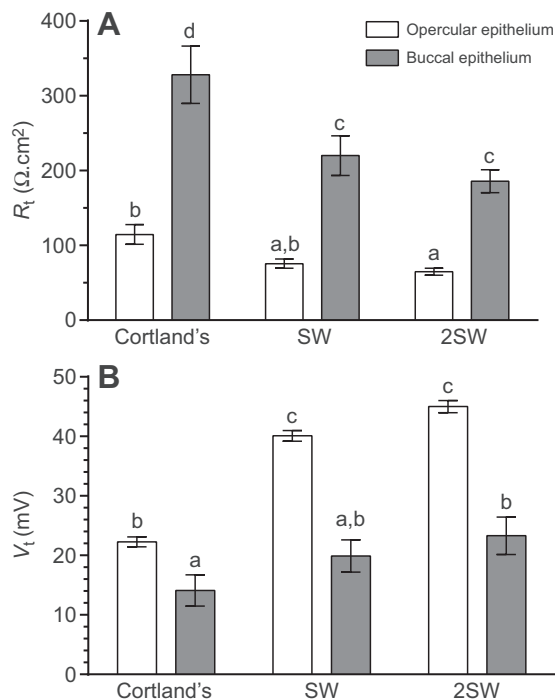 A
Opercular epithelium
Buccal epithelium
400
300
200
100
0
Rt (Ω.cm²)
b
d
a,b
c
a
c
Cortland's
SW
2SW
B
50
40
30
20
10
0
Vt (mV)
b
a
c
a,b
c
b
Cortland's
SW
2SW